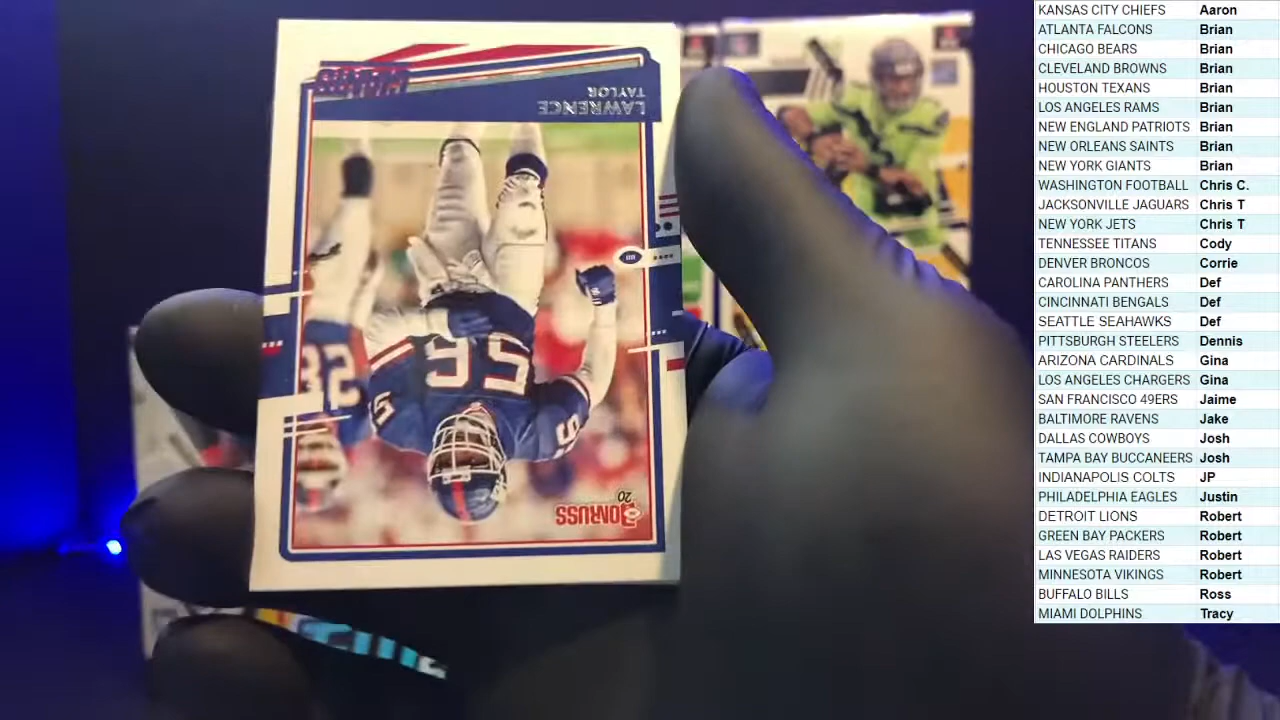 GIANTS
LAWRENCE
TAYLOR
56
82
56
56
20
DONRUSS
KANSAS CITY CHIEFS Aaron
ATLANTA FALCONS Brian
CHICAGO BEARS Brian
CLEVELAND BROWNS Brian
HOUSTON TEXANS Brian
LOS ANGELES RAMS Brian
NEW ENGLAND PATRIOTS Brian
NEW ORLEANS SAINTS Brian
NEW YORK GIANTS Brian
WASHINGTON FOOTBALL Chris C.
JACKSONVILLE JAGUARS Chris T
NEW YORK JETS Chris T
TENNESSEE TITANS Cody
DENVER BRONCOS Corrie
CAROLINA PANTHERS Def
CINCINNATI BENGALS Def
SEATTLE SEAHAWKS Def
PITTSBURGH STEELERS Dennis
ARIZONA CARDINALS Gina
LOS ANGELES CHARGERS Gina
SAN FRANCISCO 49ERS Jaime
BALTIMORE RAVENS Jake
DALLAS COWBOYS Josh
TAMPA BAY BUCCANEERS Josh
INDIANAPOLIS COLTS JP
PHILADELPHIA EAGLES Justin
DETROIT LIONS Robert
GREEN BAY PACKERS Robert
LAS VEGAS RAIDERS Robert
MINNESOTA VIKINGS Robert
BUFFALO BILLS Ross
MIAMI DOLPHINS Tracy